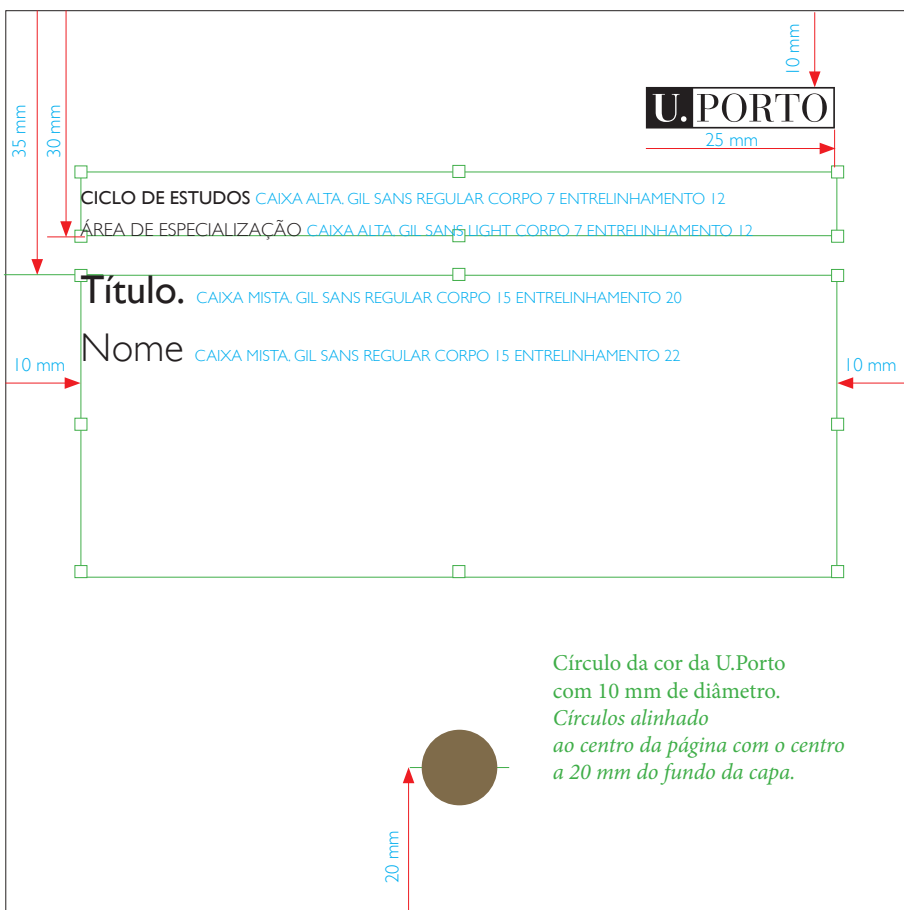 10 mm
35 mm
30 mm
U.PORTO
25 mm
CICLO DE ESTUDOS CAIXA ALTA. GIL SANS REGULAR CORPO 7 ENTRELINHAMENTO 12
ÁREA DE ESPECIALIZAÇÃO CAIXA ALTA. GIL SANS LIGHT CORPO 7 ENTRELINHAMENTO 12
Título. CAIXA MISTA. GIL SANS REGULAR CORPO 15 ENTRELINHAMENTO 20
Nome CAIXA MISTA. GIL SANS REGULAR CORPO 15 ENTRELINHAMENTO 22
10 mm
10 mm
Círculo da cor da U.Porto
com 10 mm de diâmetro.
Círculos alinhado
ao centro da página com o centro
a 20 mm do fundo da capa.
20 mm